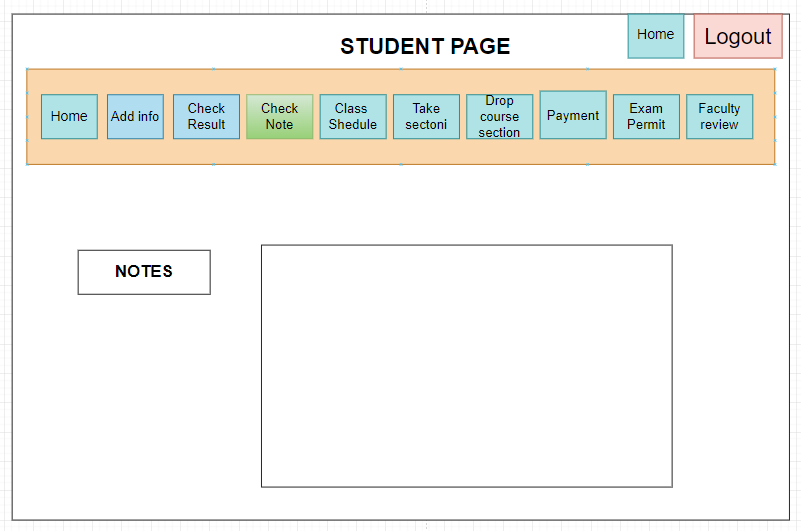 STUDENT PAGE
Home
Logout
Home
Add info
Check
Result
Check
Note
Class
Shedule
Take
sectoni
Drop
course
section
Payment
Exam
Permit
Faculty
review
NOTES